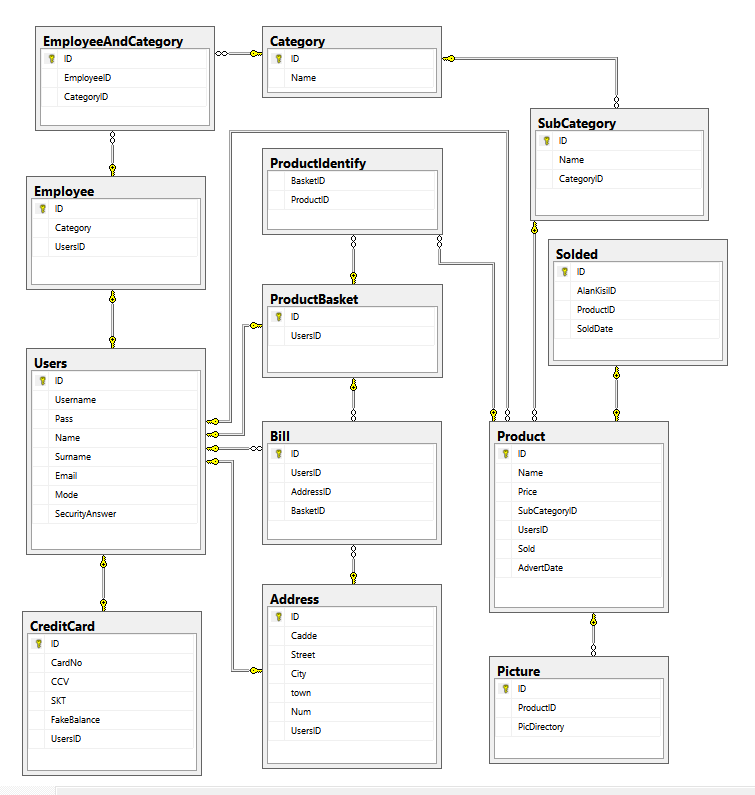 EmployeeAndCategory
ID
EmployeeID
CategoryID
Category
ID
Name
SubCategory
ID
Name
CategoryID
ProductIdentify
BasketID
ProductID
Employee
ID
Category
UsersID
Solded
ID
AlanKisiID
ProductID
SoldDate
ProductBasket
ID
UsersID
Users
ID
Username
Pass
Name
Surname
Email
Mode
SecurityAnswer
Bill
ID
UsersID
AddressID
BasketID
Product
ID
Name
Price
SubCategoryID
UsersID
Sold
AdvertDate
Address
ID
Cadde
Street
City
town
Num
UsersID
CreditCard
ID
CardNo
CCV
SKT
FakeBalance
UsersID
Picture
ID
ProductID
PicDirectory